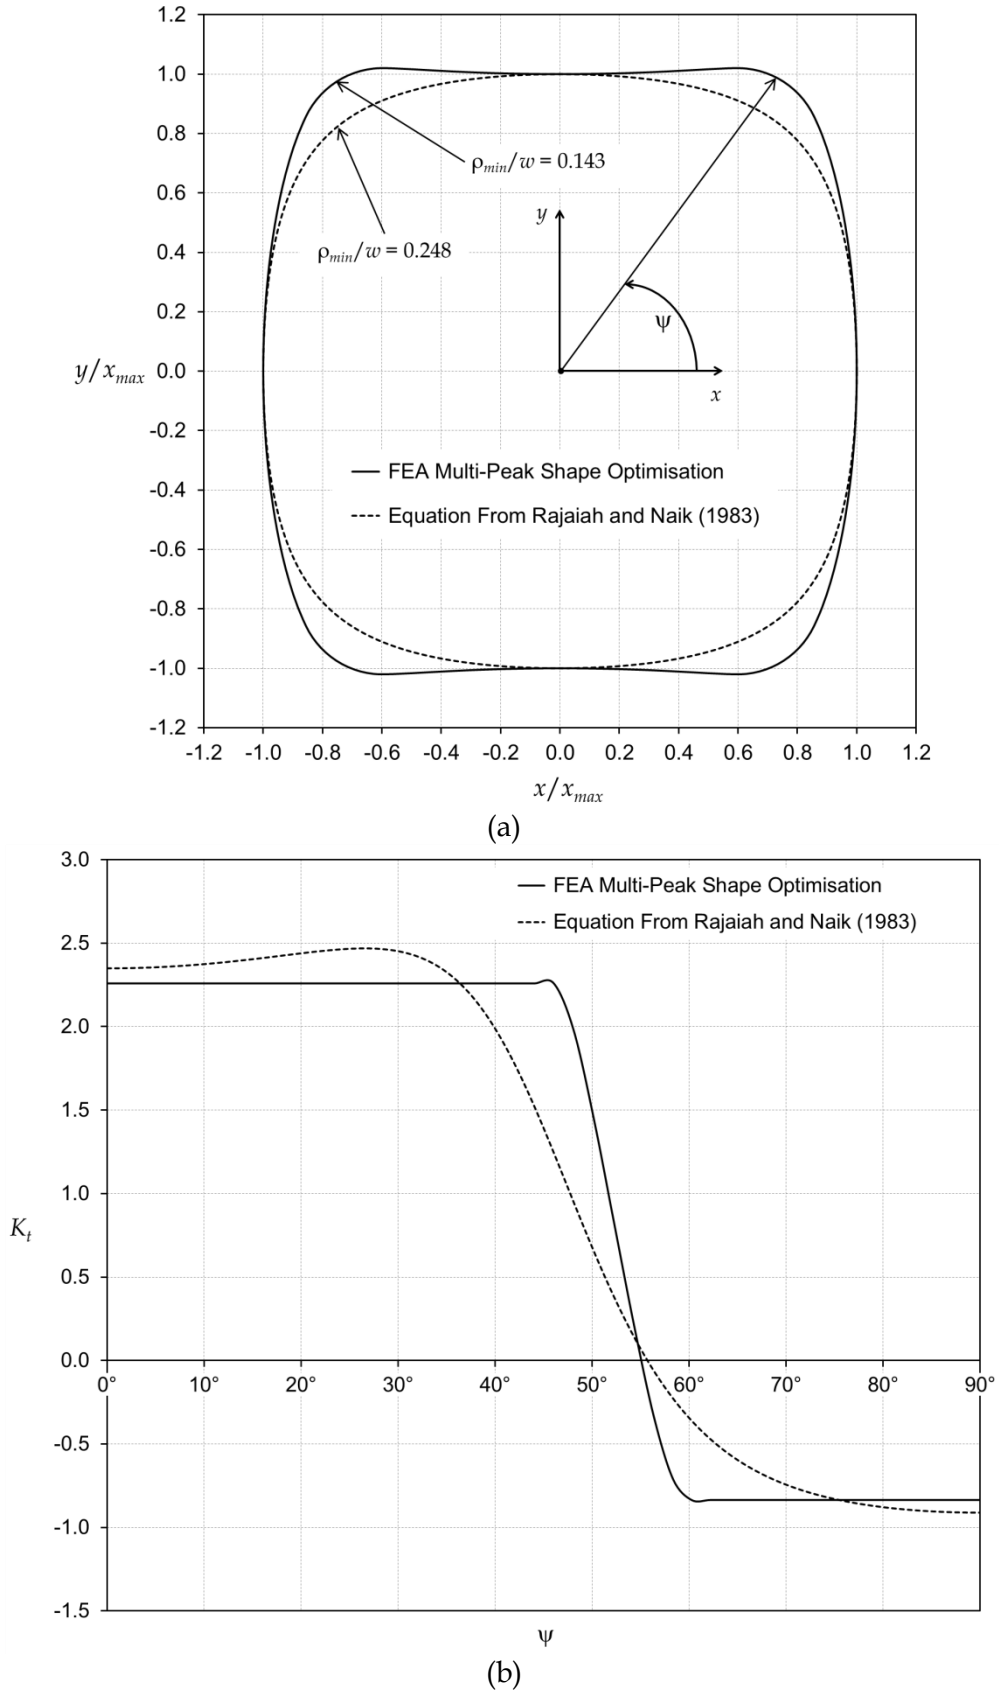 1.2
1.0
0.8
0.6
0.4
0.2
y/x_max 0.0
-0.2
-0.4
-0.6
-0.8
-1.0
-1.2
ρ_min/w = 0.143
ρ_min/w = 0.248
y
ψ
x
FEA Multi-Peak Shape Optimisation
Equation From Rajaiah and Naik (1983)
-1.2 -1.0 -0.8 -0.6 -0.4 -0.2 0.0 0.2 0.4 0.6 0.8 1.0 1.2
x/x_max
(a)
3.0
2.5
2.0
1.5
1.0
K_t
0.5
0.0
-0.5
-1.0
-1.5
FEA Multi-Peak Shape Optimisation
Equation From Rajaiah and Naik (1983)
0° 10° 20° 30° 40° 50° 60° 70° 80° 90°
ψ
(b)